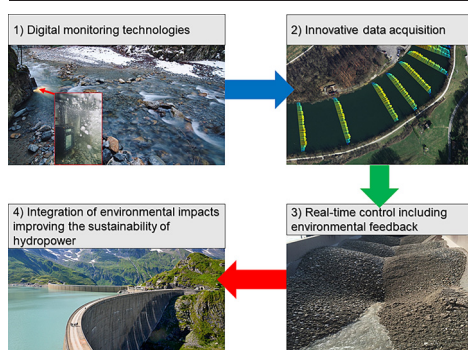 1) Digital monitoring technologies
2) Innovative data acquisition
4) Integration of environmental impacts
improving the sustainability of
hydropower
3) Real-time control including
environmental feedback